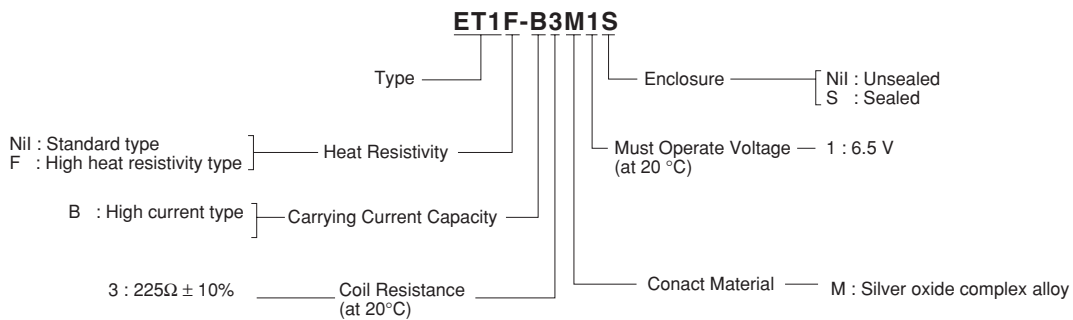 ET1F-B3M1S
Type
Enclosure
Nil : Unsealed
S : Sealed
Nil : Standard type
F : High heat resistivity type
Heat Resistivity
Must Operate Voltage
(at 20 °C)
1 : 6.5 V
B : High current type
Carrying Current Capacity
3 : 225Ω ± 10%
Coil Resistance
(at 20°C)
Conact Material
M : Silver oxide complex alloy